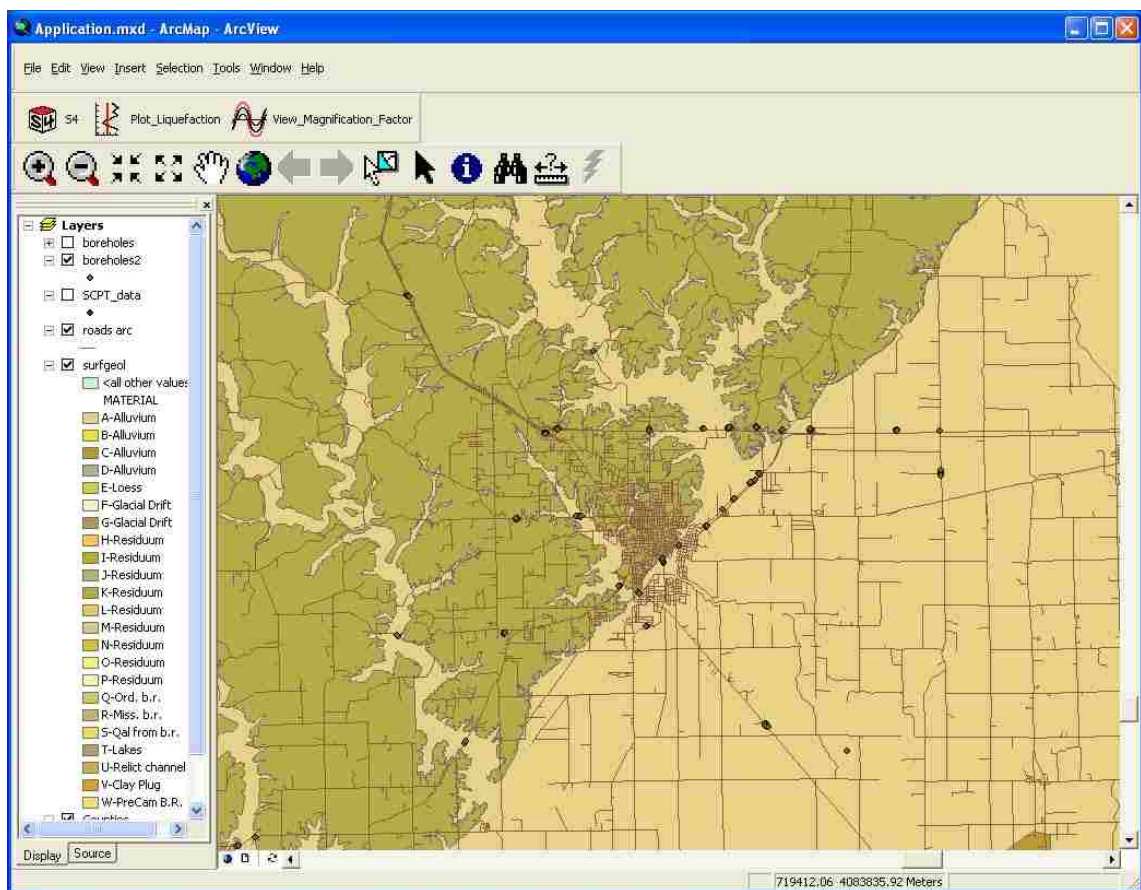 Application.mxd - ArcMap - ArcView
File Edit View Insert Selection Tools Window Help
S4 Plot_Liquefaction View_Magnification_Factor
Layers
boreholes
boreholes2
SCPT_data
roads arc
surfgeol
<all other values
MATERIAL
A-Alluvium
B-Alluvium
C-Alluvium
D-Alluvium
E-Loess
F-Glacial Drift
G-Glacial Drift
H-Residuum
I-Residuum
J-Residuum
K-Residuum
L-Residuum
M-Residuum
N-Residuum
O-Residuum
P-Residuum
Q-Ord. b.r.
R-Miss. b.r.
S-Qal from b.r.
T-Lakes
U-Relict channel
V-Clay Plug
W-PreCam B.R.
Counties
Display Source
719412.06 4083835.92 Meters